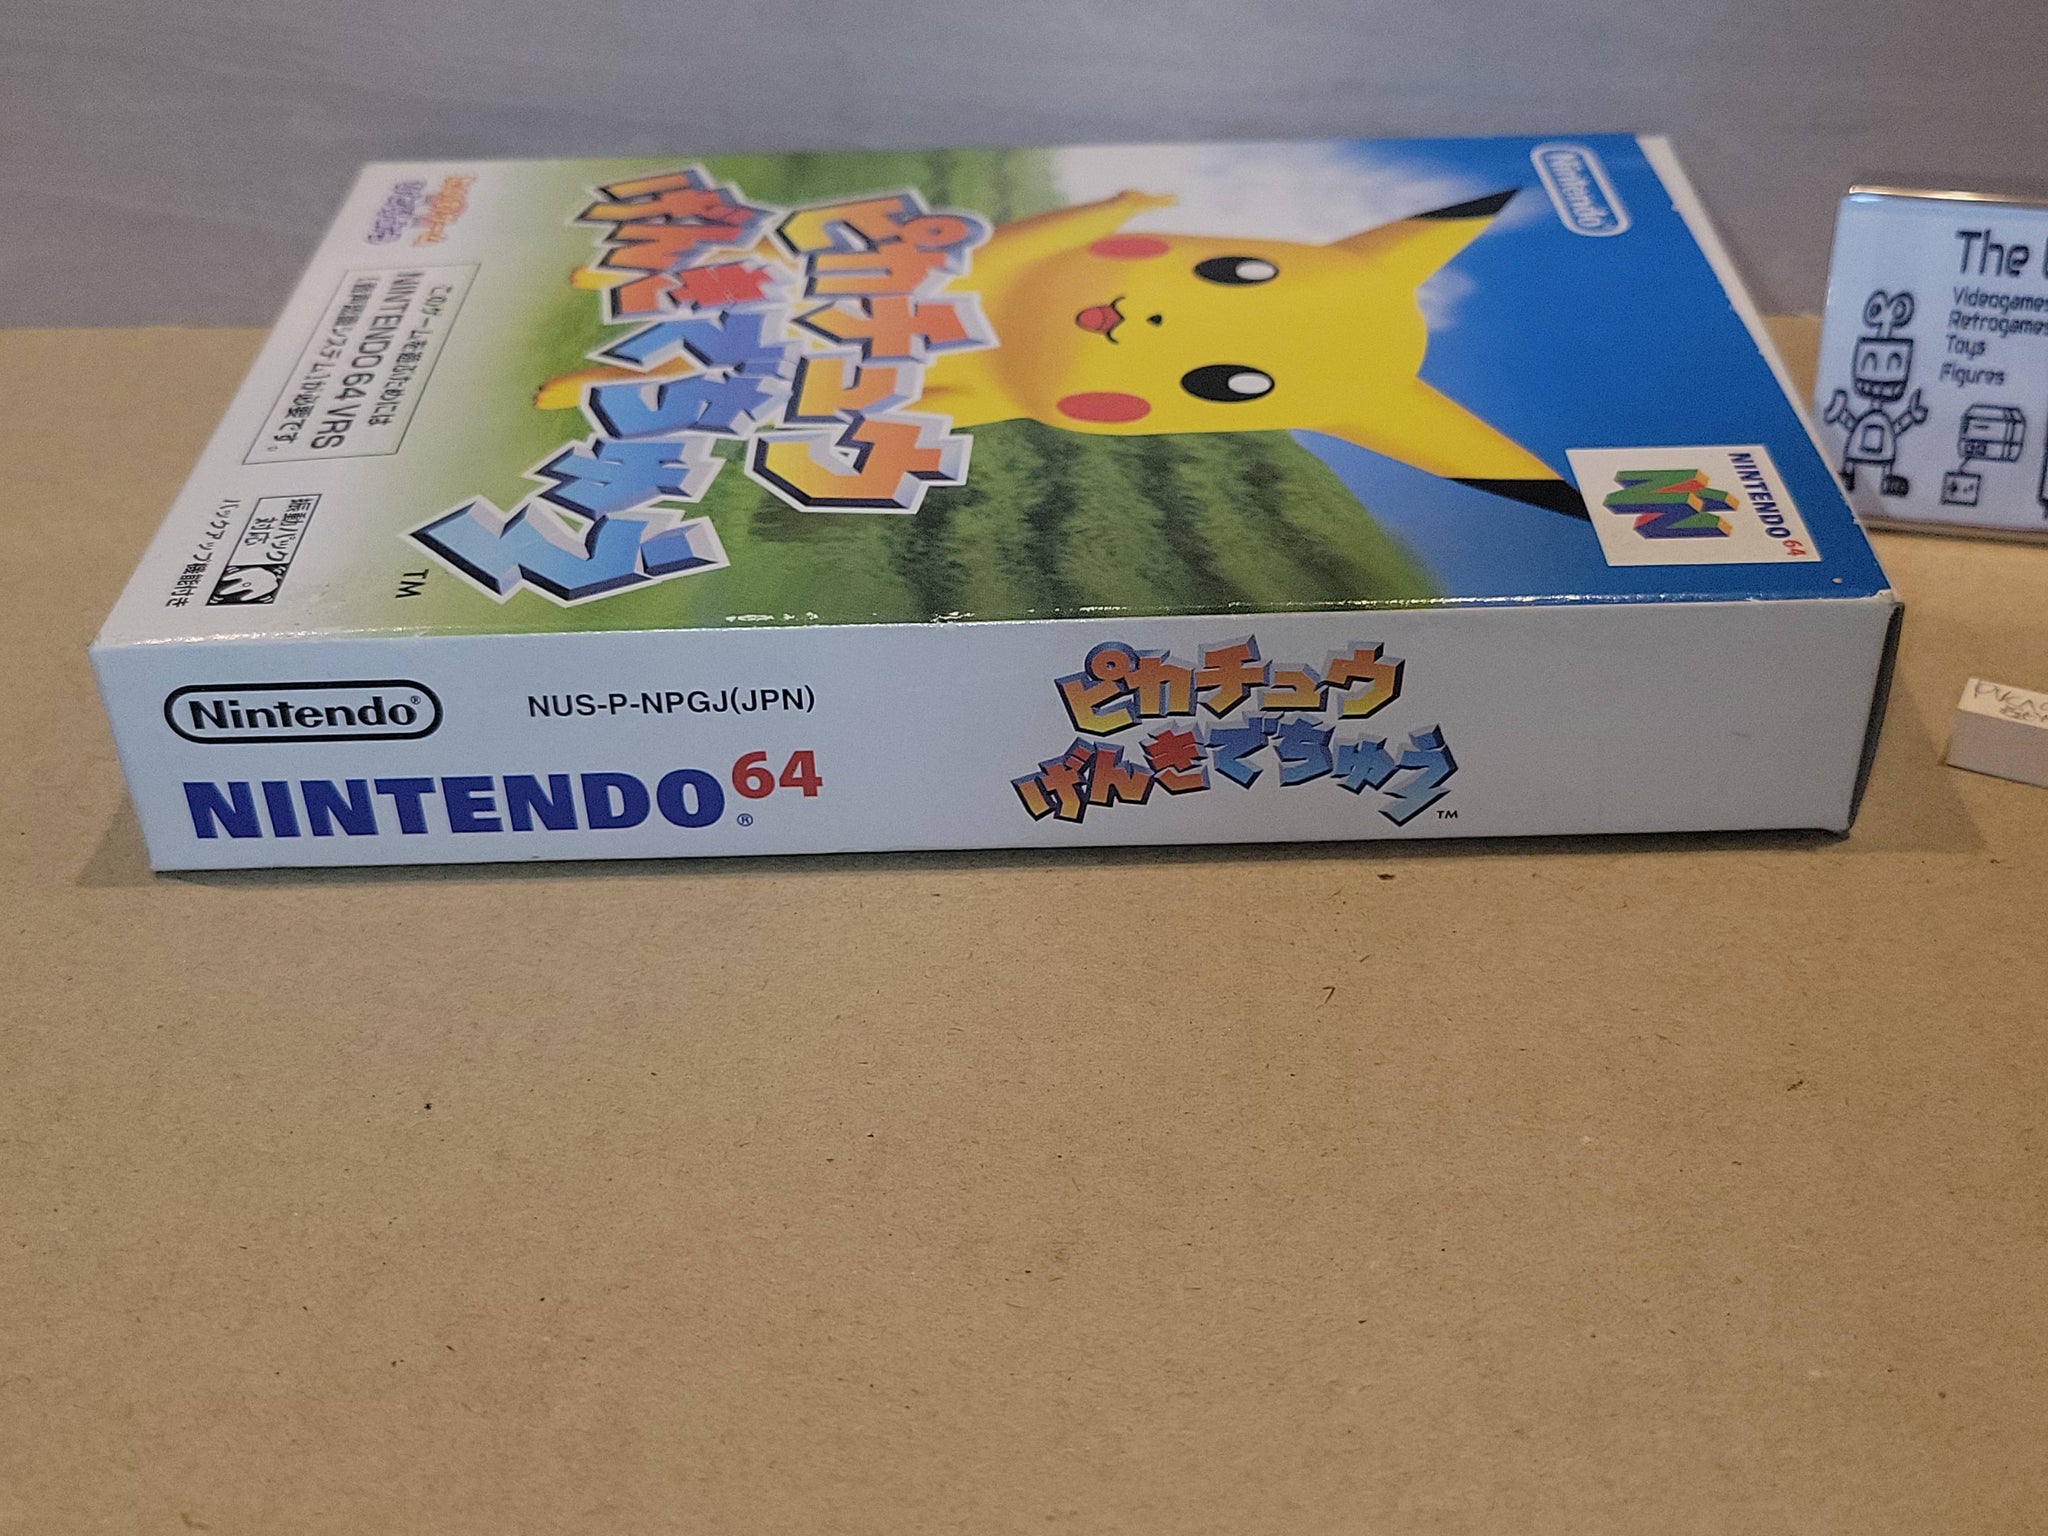 Nintendo®
NUS-P-NPGJ(JPN)
NINTENDO®64
ピカチュウ
げんきでちゅう
TM
Nintendo
NINTENDO64
ピカチュウ
げんきでちゅう
TM
このゲームを遊ぶためには
NINTENDO 64 VRS
(音声認識システム)が必要です。
振動パック
対応
バックアップ機能付き
The
Videogames
Retrogames
Toys
Figures